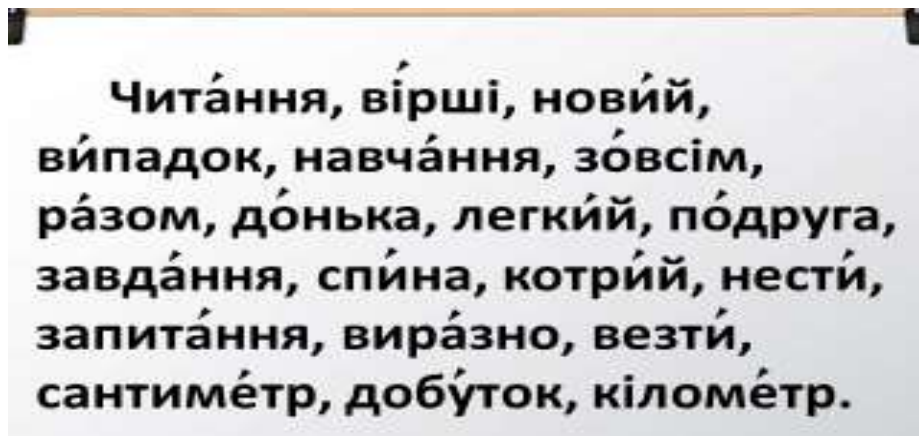 Чита́ння, ві́рші, нови́й,
ви́падок, навча́ння, зо́всім,
ра́зом, до́нька, легки́й, по́друга,
завда́ння, спи́на, котри́й, нести́,
запита́ння, вира́зно, везти́,
сантиме́тр, добу́ток, кіломе́тр.